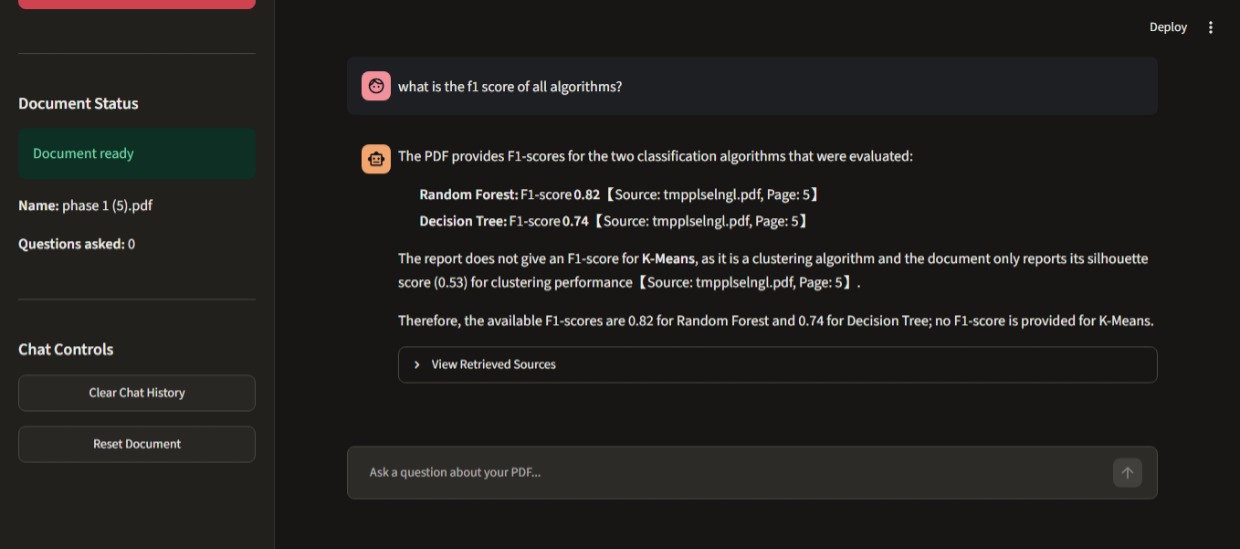 Deploy
Document Status
Document ready
Name: phase 1 (5).pdf
Questions asked: 0
Chat Controls
Clear Chat History
Reset Document
what is the f1 score of all algorithms?
The PDF provides F1-scores for the two classification algorithms that were evaluated:
Random Forest: F1-score 0.82【Source: tmpplselngl.pdf, Page: 5】
Decision Tree: F1-score 0.74【Source: tmpplselngl.pdf, Page: 5】
The report does not give an F1-score for K-Means, as it is a clustering algorithm and the document only reports its silhouette
score (0.53) for clustering performance【Source: tmpplselngl.pdf, Page: 5】.
Therefore, the available F1-scores are 0.82 for Random Forest and 0.74 for Decision Tree; no F1-score is provided for K-Means.
View Retrieved Sources
Ask a question about your PDF...